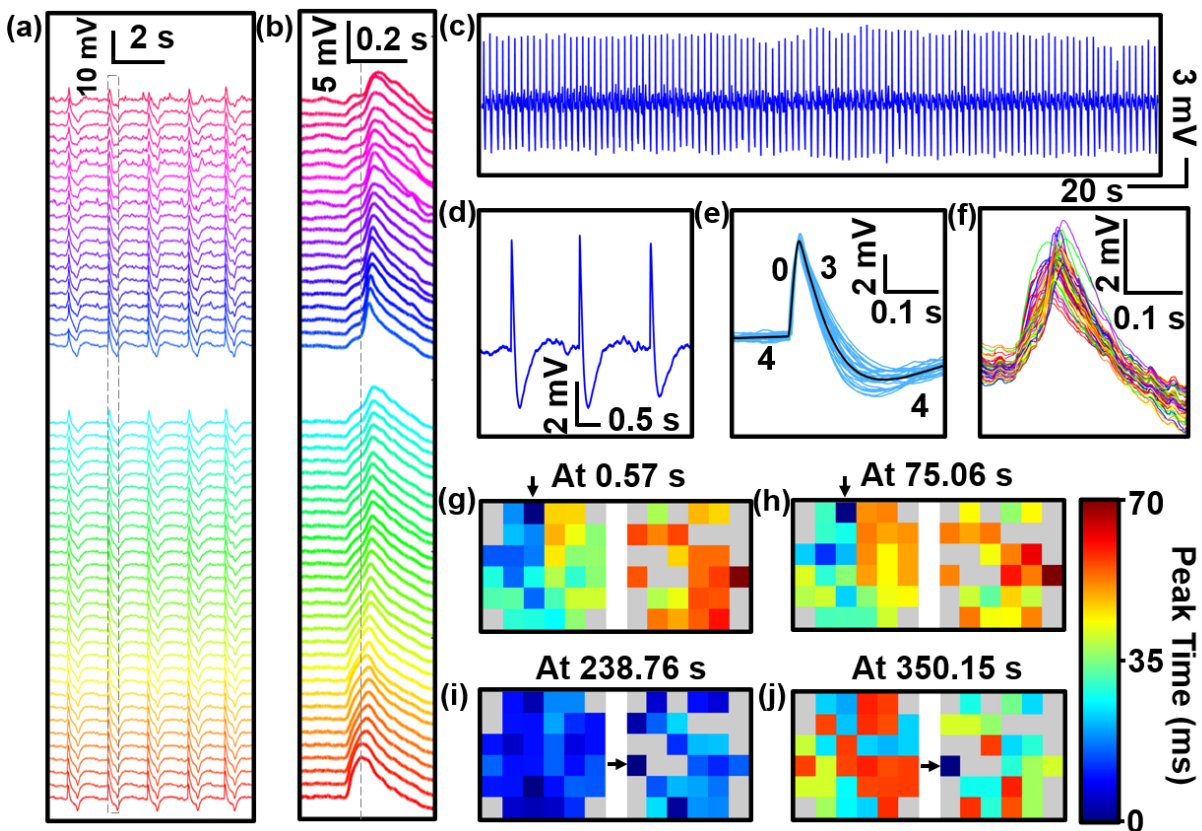 (a)
10 mV
2 s
(b)
5 mV
0.2 s
(c)
3 mV
20 s
(d)
2 mV
0.5 s
(e)
0
3
4
4
2 mV
0.1 s
(f)
2 mV
0.1 s
(g)
At 0.57 s
(h)
At 75.06 s
(i)
At 238.76 s
(j)
At 350.15 s
70
35
0
Peak Time (ms)